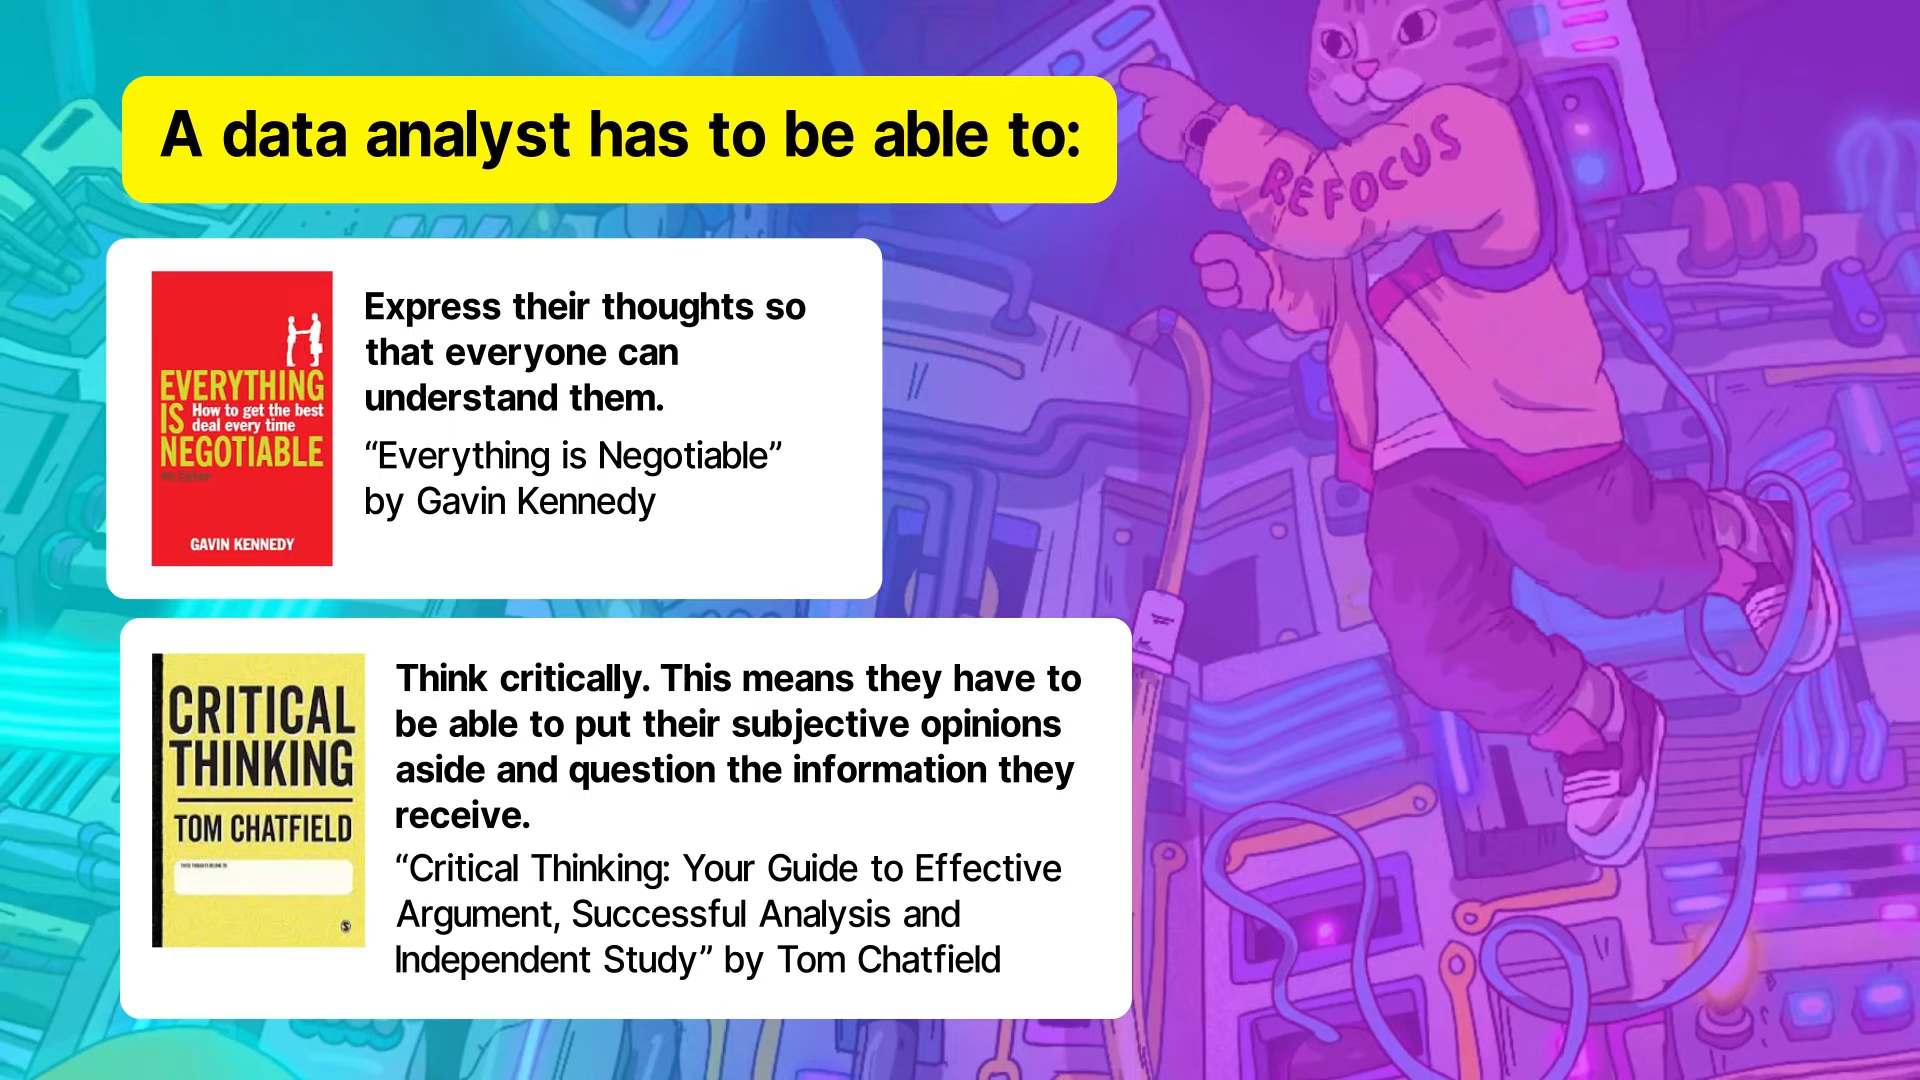 A data analyst has to be able to:
REFOCUS
EVERYTHING
IS How to get the best
deal every time
NEGOTIABLE
GAVIN KENNEDY
Express their thoughts so
that everyone can
understand them.
“Everything is Negotiable”
by Gavin Kennedy
CRITICAL
THINKING
TOM CHATFIELD
Think critically. This means they have to
be able to put their subjective opinions
aside and question the information they
receive.
“Critical Thinking: Your Guide to Effective
Argument, Successful Analysis and
Independent Study” by Tom Chatfield